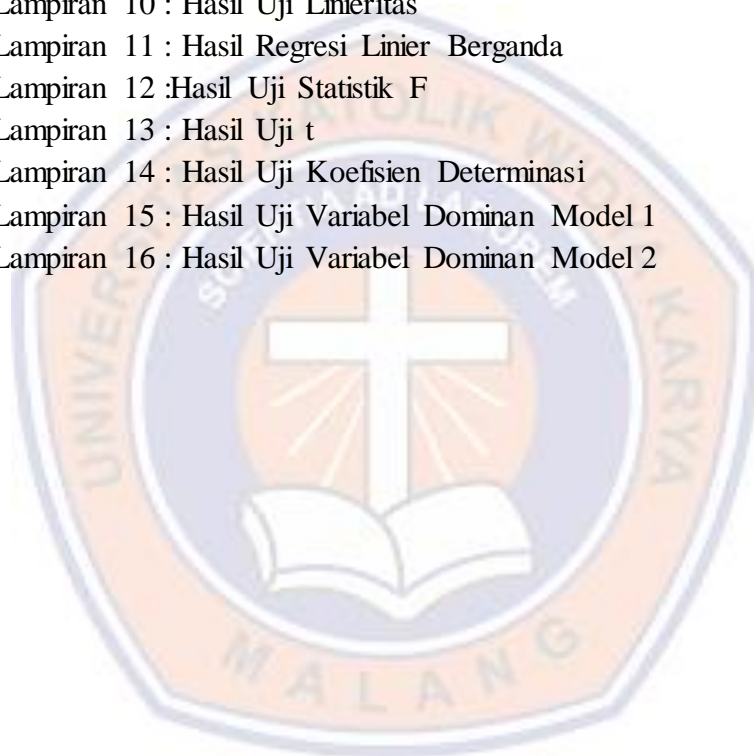 Lampiran 10 : Hasil Uji Linieritas
Lampiran 11 : Hasil Regresi Linier Berganda
Lampiran 12 :Hasil Uji Statistik F
Lampiran 13 : Hasil Uji t
Lampiran 14 : Hasil Uji Koefisien Determinasi
Lampiran 15 : Hasil Uji Variabel Dominan Model 1
Lampiran 16 : Hasil Uji Variabel Dominan Model 2
KARYA
MALANG